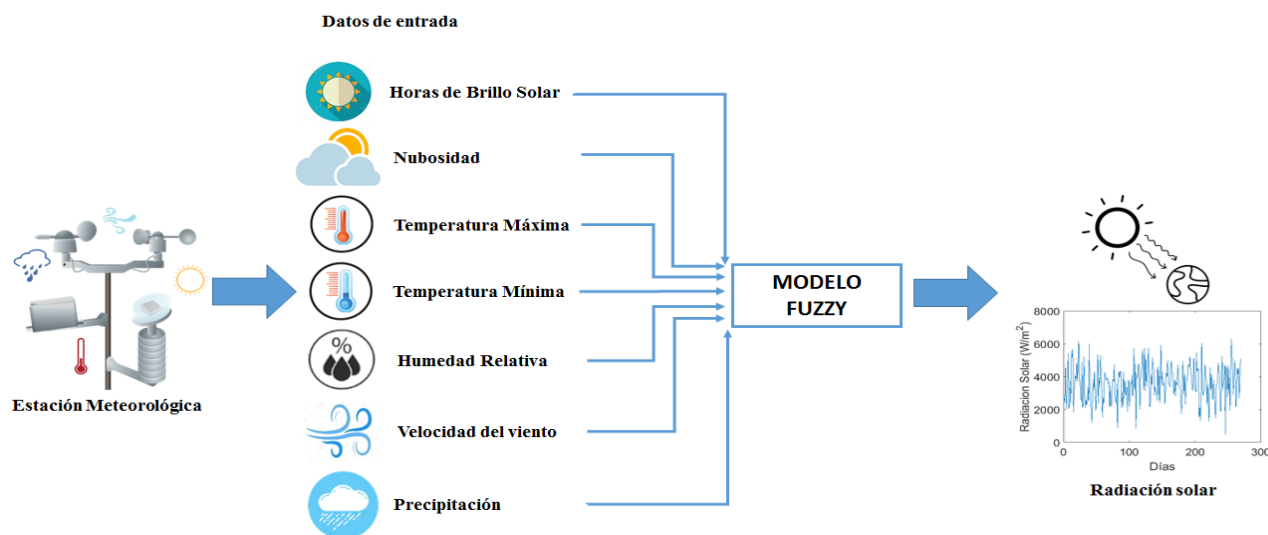 Datos de entrada
Horas de Brillo Solar
Nubosidad
Temperatura Máxima
Temperatura Mínima
%
Humedad Relativa
Velocidad del viento
Precipitación
Estación Meteorológica
MODELO
FUZZY
Radiacion Solar (W/m²)
8000
6000
4000
2000
0
0
100
200
300
Días
Radiación solar